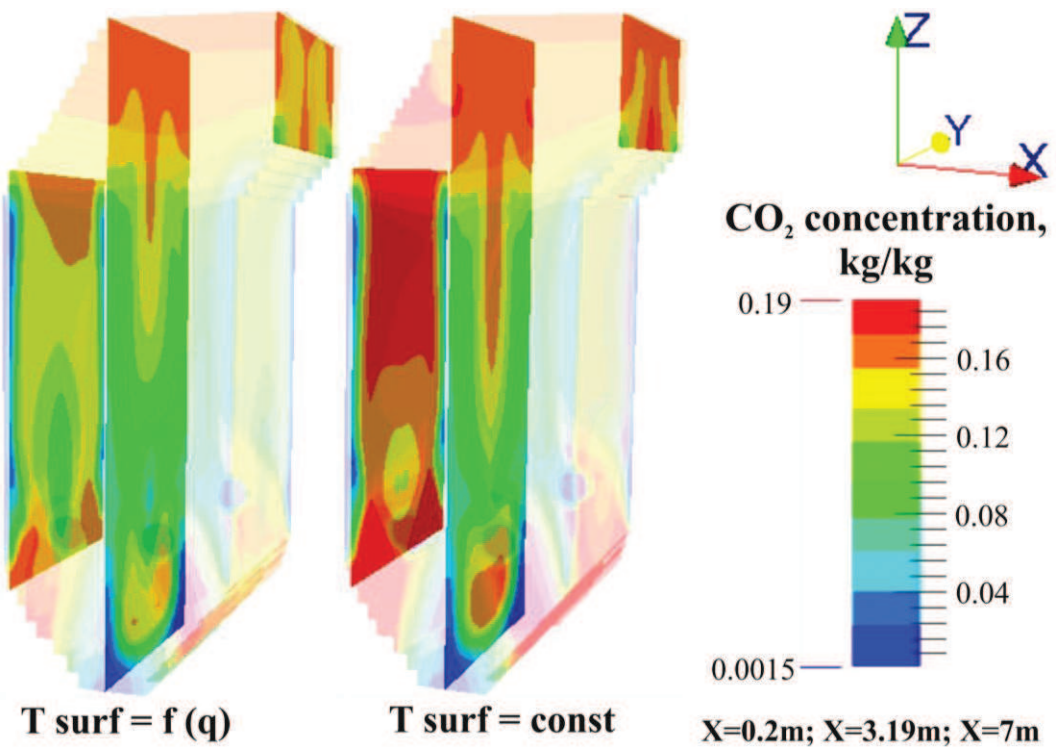 Z
Y
X
CO₂ concentration,
kg/kg
0.19
0.16
0.12
0.08
0.04
0.0015
T surf = f (q)
T surf = const
X=0.2m; X=3.19m; X=7m